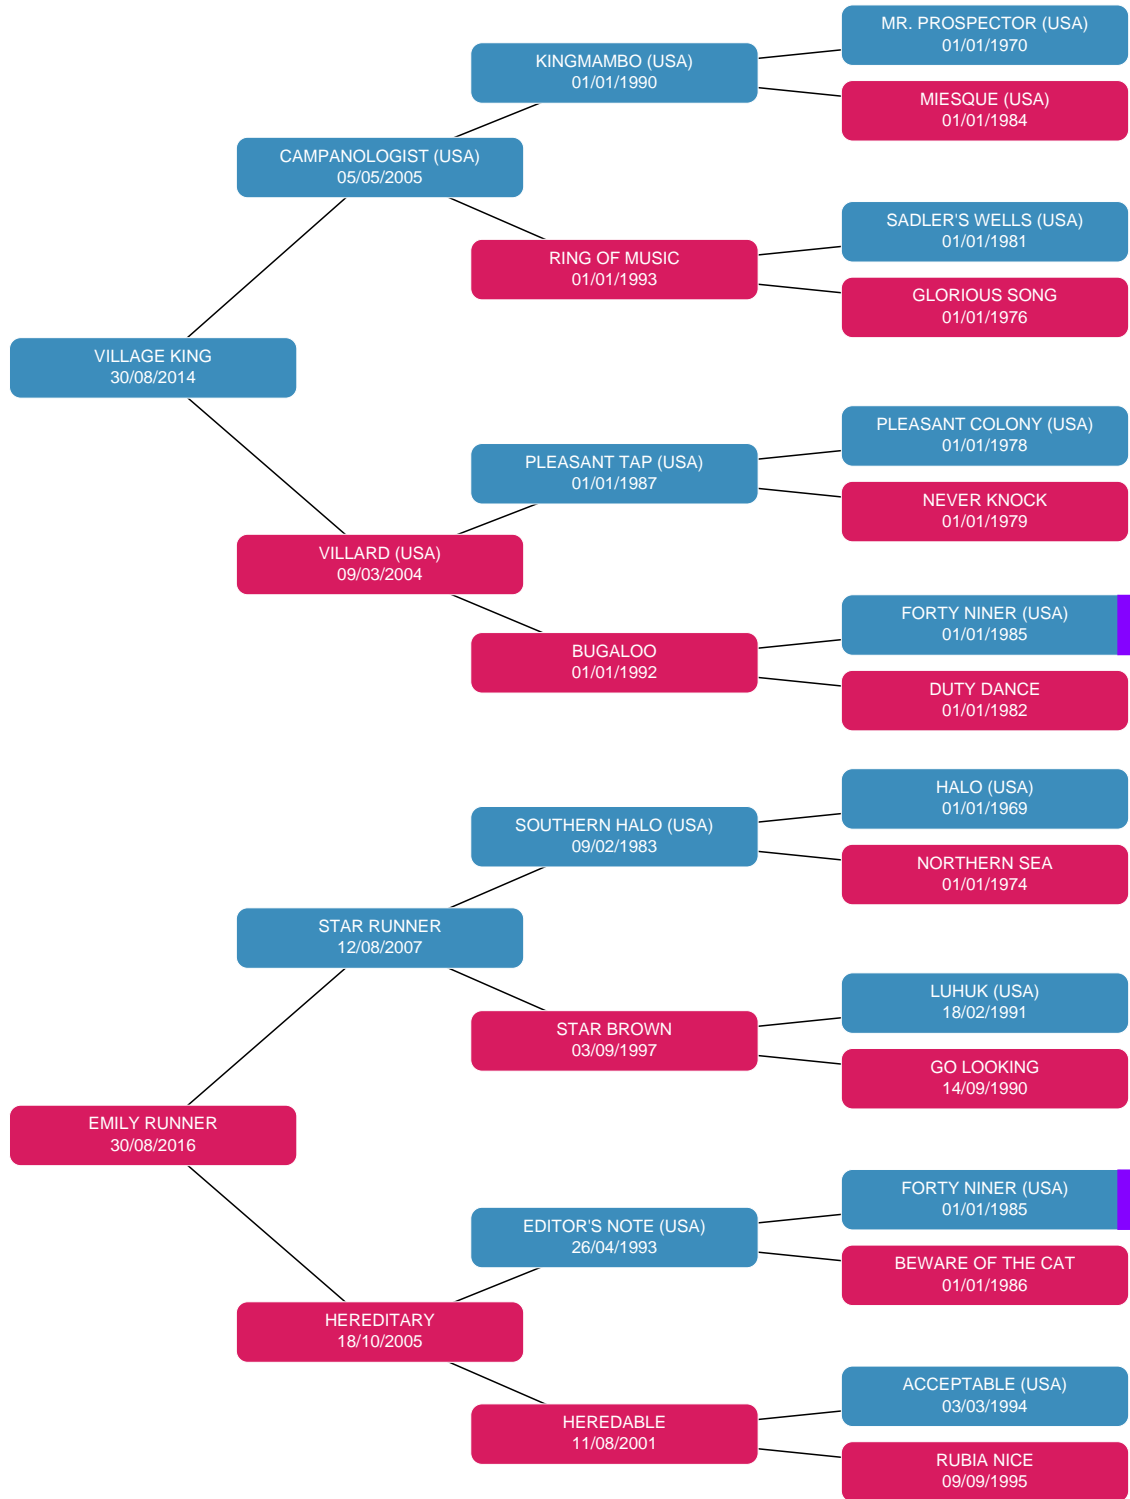 MR. PROSPECTOR (USA)
01/01/1970
KINGMAMBO (USA)
01/01/1990
MIESQUE (USA)
01/01/1984
CAMPANOLOGIST (USA)
05/05/2005
SADLER'S WELLS (USA)
01/01/1981
RING OF MUSIC
01/01/1993
GLORIOUS SONG
01/01/1976
VILLAGE KING
30/08/2014
PLEASANT COLONY (USA)
01/01/1978
PLEASANT TAP (USA)
01/01/1987
NEVER KNOCK
01/01/1979
VILLARD (USA)
09/03/2004
FORTY NINER (USA)
01/01/1985
BUGALOO
01/01/1992
DUTY DANCE
01/01/1982
HALO (USA)
01/01/1969
SOUTHERN HALO (USA)
09/02/1983
NORTHERN SEA
01/01/1974
STAR RUNNER
12/08/2007
LUHUK (USA)
18/02/1991
STAR BROWN
03/09/1997
GO LOOKING
14/09/1990
EMILY RUNNER
30/08/2016
FORTY NINER (USA)
01/01/1985
EDITOR'S NOTE (USA)
26/04/1993
BEWARE OF THE CAT
01/01/1986
HEREDITARY
18/10/2005
ACCEPTABLE (USA)
03/03/1994
HEREDABLE
11/08/2001
RUBIA NICE
09/09/1995